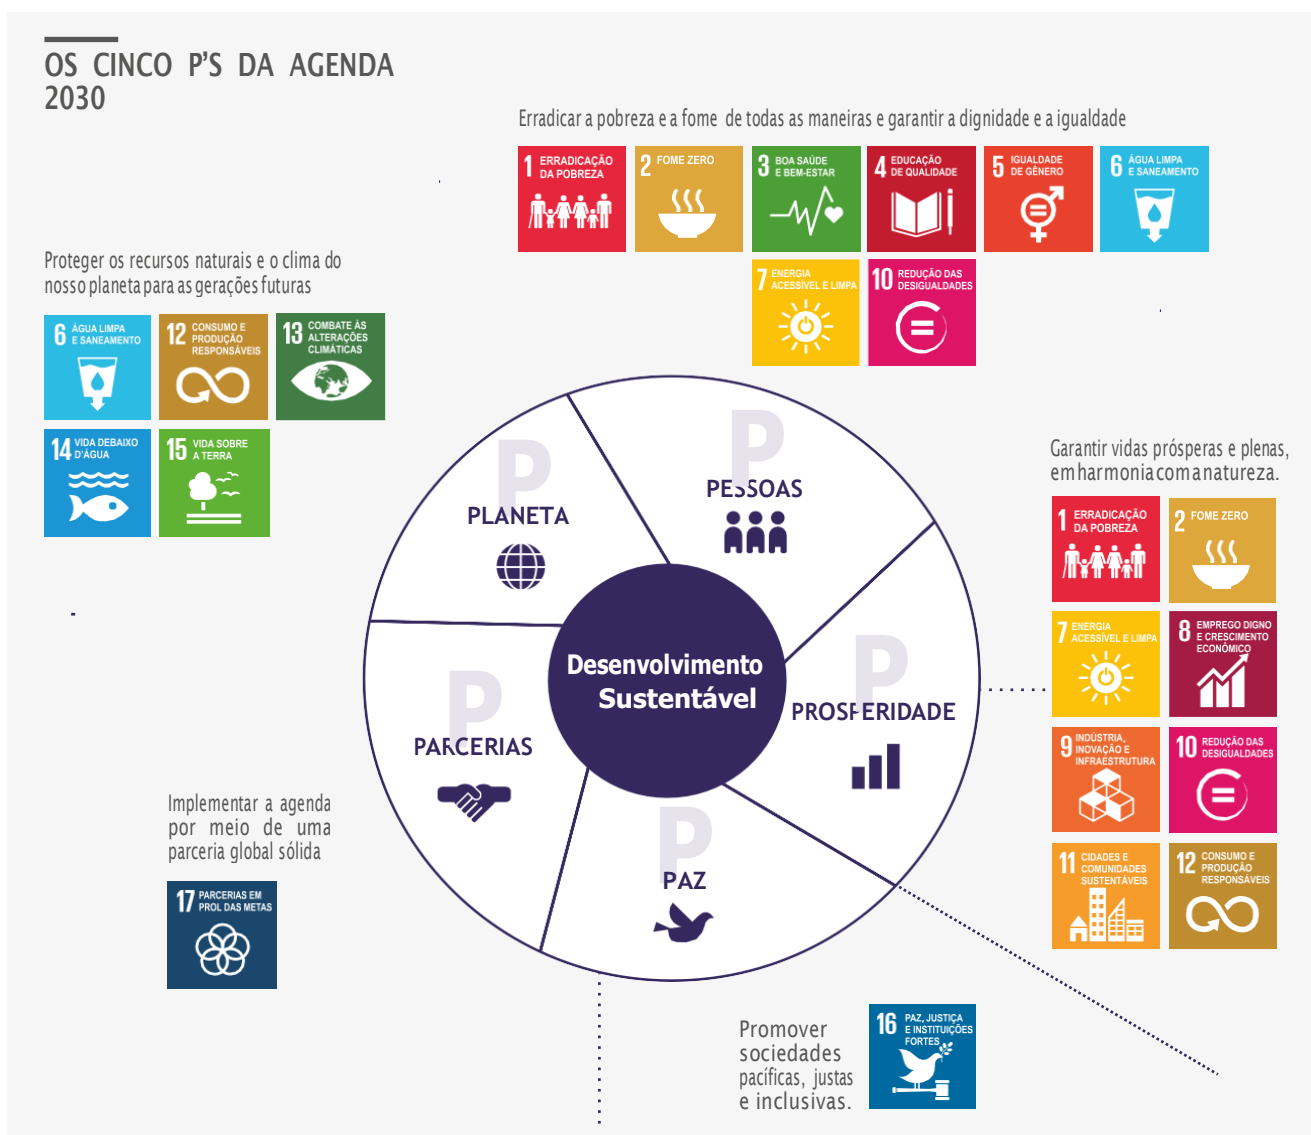 OS CINCO P'S DA AGENDA
2030
Erradicar a pobreza e a fome de todas as maneiras e garantir a dignidade e a igualdade
1 ERRADICAÇÃO
DA POBREZA
2 FOME ZERO
3 BOA SAÚDE
E BEM-ESTAR
4 EDUCAÇÃO
DE QUALIDADE
5 IGUALDADE
DE GÊNERO
6 ÁGUA LIMPA
E SANEAMENTO
7 ENERGIA
ACESSÍVEL E LIMPA
10 REDUÇÃO DAS
DESIGUALDADES
Proteger os recursos naturais e o clima do
nosso planeta para as gerações futuras
6 ÁGUA LIMPA
E SANEAMENTO
12 CONSUMO E
PRODUÇÃO
RESPONSÁVEIS
13 COMBATE ÀS
ALTERAÇÕES
CLIMÁTICAS
14 VIDA DEBAIXO
D'ÁGUA
15 VIDA SOBRE
A TERRA
P
PLANETA
P
PESSOAS
P
PROSPERIDADE
P
PARCERIAS
P
PAZ
Desenvolvimento
Sustentável
Garantir vidas prósperas e plenas,
em harmonia com a natureza.
1 ERRADICAÇÃO
DA POBREZA
2 FOME ZERO
7 ENERGIA
ACESSÍVEL E LIMPA
8 EMPREGO DIGNO
E CRESCIMENTO
ECONÔMICO
9 INDÚSTRIA,
INOVAÇÃO E
INFRAESTRUTURA
10 REDUÇÃO DAS
DESIGUALDADES
11 CIDADES E
COMUNIDADES
SUSTENTÁVEIS
12 CONSUMO E
PRODUÇÃO
RESPONSÁVEIS
Implementar a agenda
por meio de uma
parceria global sólida
17 PARCERIAS EM
PROL DAS METAS
Promover
sociedades
pacíficas, justas
e inclusivas.
16 PAZ, JUSTIÇA
E INSTITUIÇÕES
FORTES